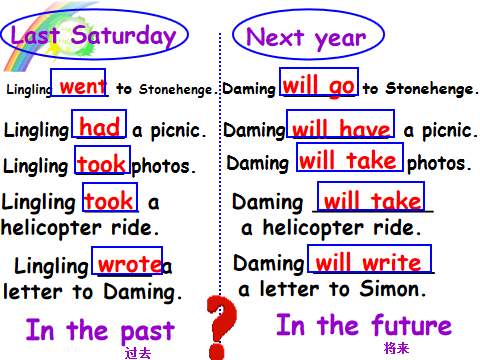 Last Saturday
Lingling went to Stonehenge.
Lingling had a picnic.
Lingling took photos.
Lingling took a
helicopter ride.
Lingling wrote a
letter to Daming.
In the past
过去
Next year
Daming will go to Stonehenge.
Daming will have a picnic.
Daming will take photos.
Daming will take
a helicopter ride.
Daming will write
a letter to Simon.
In the future
将来
?